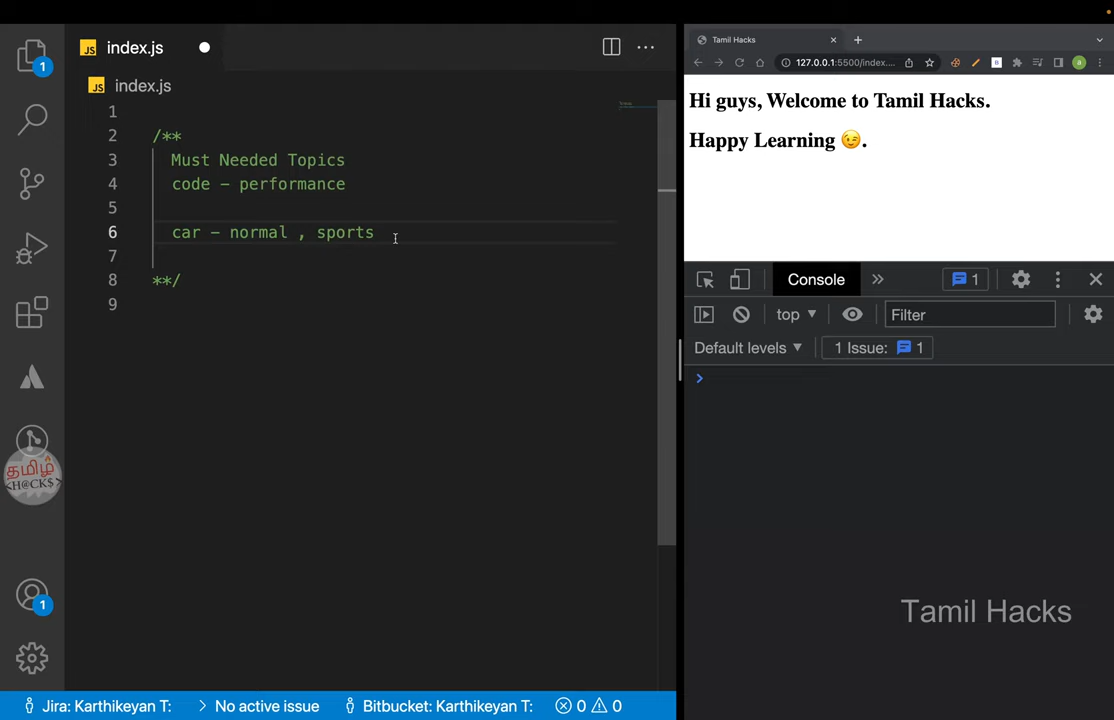 index.js
index.js
1
2 /**
3 Must Needed Topics
4 code - performance
5
6 car - normal , sports
7
8 **/
9
1
தமிழ்
<H@CK$>
1
Jira: Karthikeyan T:
No active issue
Bitbucket: Karthikeyan T:
0 0
Tamil Hacks
127.0.0.1:5500/index....
Hi guys, Welcome to Tamil Hacks.
Happy Learning 😉.
Console
1
top
Filter
Default levels
1 Issue: 1
Tamil Hacks